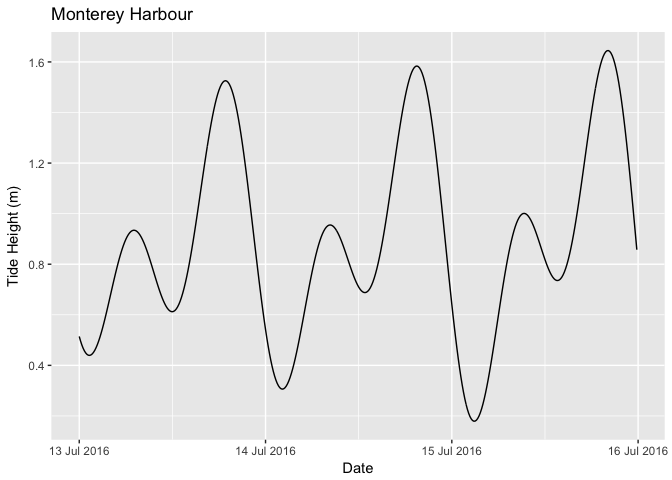 Monterey Harbour
Tide Height (m)
1.6
1.2
0.8
0.4
13 Jul 2016
14 Jul 2016
15 Jul 2016
16 Jul 2016
Date